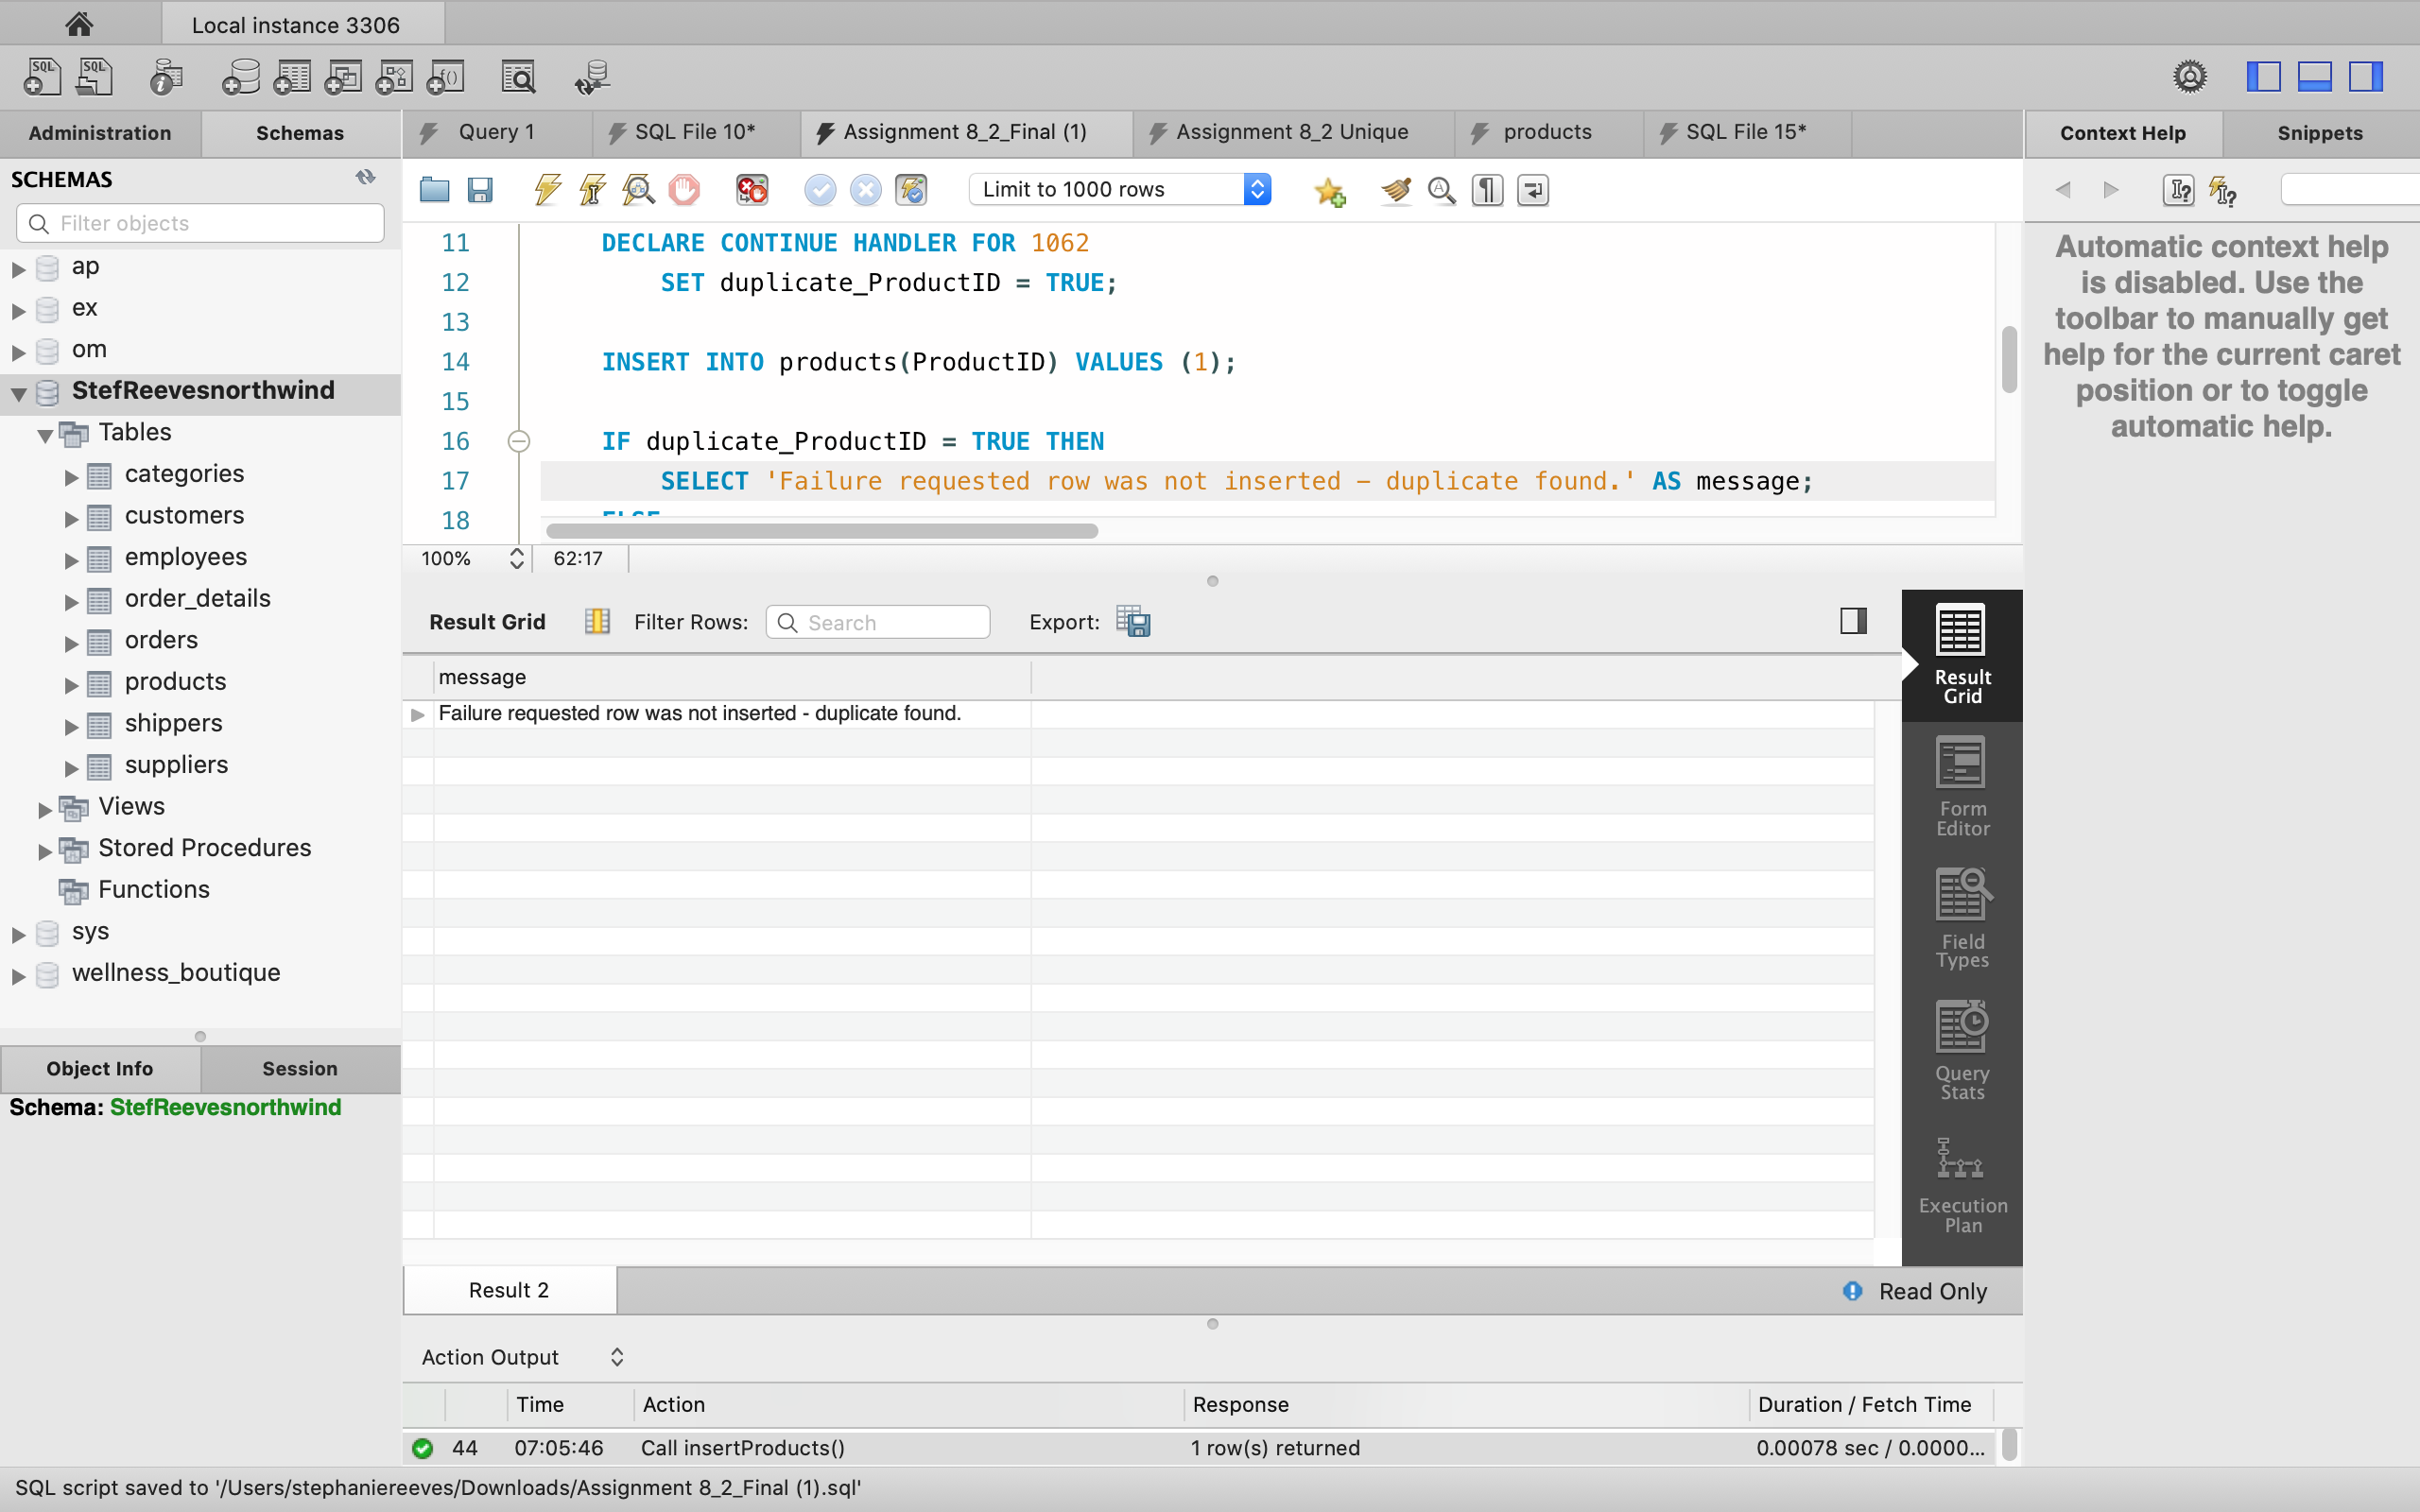 Local instance 3306
SQL
SQL
Administration
Schemas
Query 1
SQL File 10*
Assignment 8_2_Final (1)
Assignment 8_2 Unique
products
SQL File 15*
Context Help
Snippets
SCHEMAS
Filter objects
Limit to 1000 rows
ap
ex
om
StefReevesnorthwind
Tables
categories
customers
employees
order_details
orders
products
shippers
suppliers
Views
Stored Procedures
Functions
sys
wellness_boutique
Object Info
Session
Schema: StefReevesnorthwind
11 DECLARE CONTINUE HANDLER FOR 1062
12 SET duplicate_ProductID = TRUE;
13
14 INSERT INTO products(ProductID) VALUES (1);
15
16 IF duplicate_ProductID = TRUE THEN
17 SELECT 'Failure requested row was not inserted - duplicate found.' AS message;
18 ELSE
100%
62:17
Automatic context help
is disabled. Use the
toolbar to manually get
help for the current caret
position or to toggle
automatic help.
Result Grid
Filter Rows:
Search
Export:
message
Failure requested row was not inserted - duplicate found.
Result
Grid
Form
Editor
Field
Types
Query
Stats
Execution
Plan
Result 2
Read Only
Action Output
Time Action Response Duration / Fetch Time
44 07:05:46 Call insertProducts() 1 row(s) returned 0.00078 sec / 0.0000...
SQL script saved to '/Users/stephaniereeves/Downloads/Assignment 8_2_Final (1).sql'